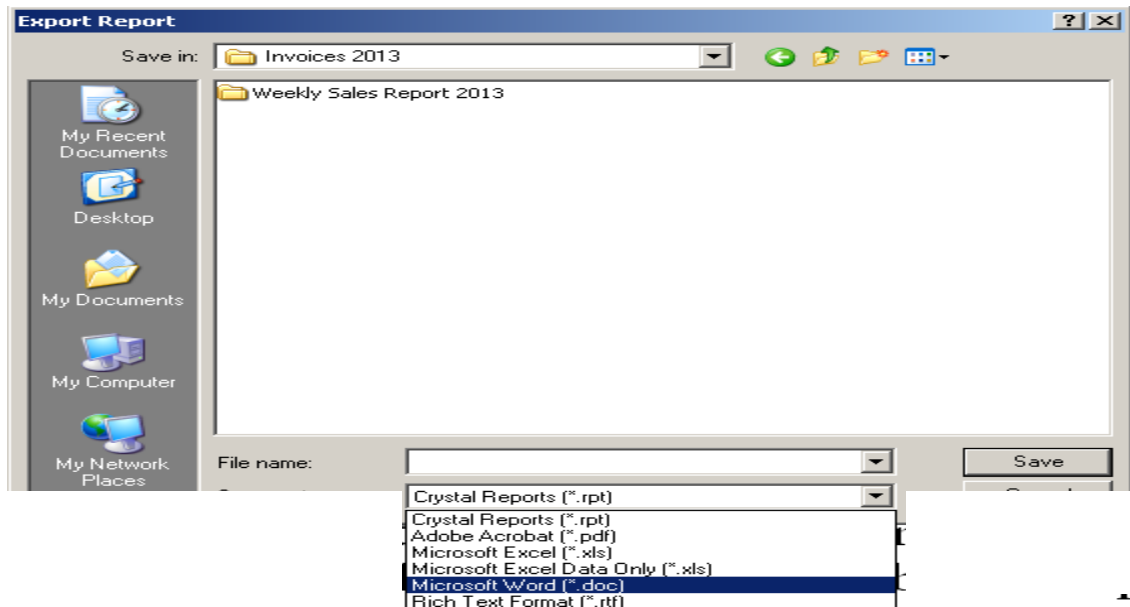 Export Report
Save in:
Invoices 2013
Weekly Sales Report 2013
My Recent
Documents
Desktop
My Documents
My Computer
My Network
Places
File name:
Save
Crystal Reports (*.rpt)
Crystal Reports (*.rpt)
Adobe Acrobat (*.pdf)
Microsoft Excel (*.xls)
Microsoft Excel Data Only (*.xls)
Microsoft Word (*.doc)
Rich Text Format (*.rtf)